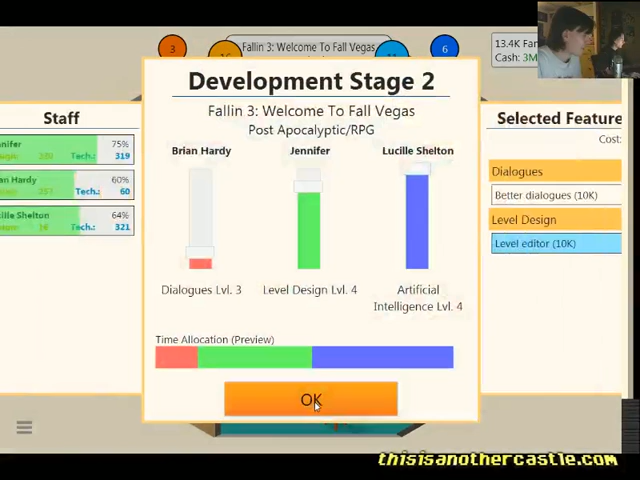 3
Fallin 3: Welcome To Fall Vegas
6
13.4K Fan
Cash: 3M
Development Stage 2
Fallin 3: Welcome To Fall Vegas
Post Apocalyptic/RPG
Staff
nnifer 75%
Tech.: 319
an Hardy 60%
Tech.: 60
ille Shelton 64%
Tech.: 321
Brian Hardy Jennifer Lucille Shelton
Dialogues Lvl. 3 Level Design Lvl. 4 Artificial
Intelligence Lvl. 4
Time Allocation (Preview)
OK
Selected Feature
Cost:
Dialogues
Better dialogues (10K)
Level Design
Level editor (10K)
thisisanothercastle.com